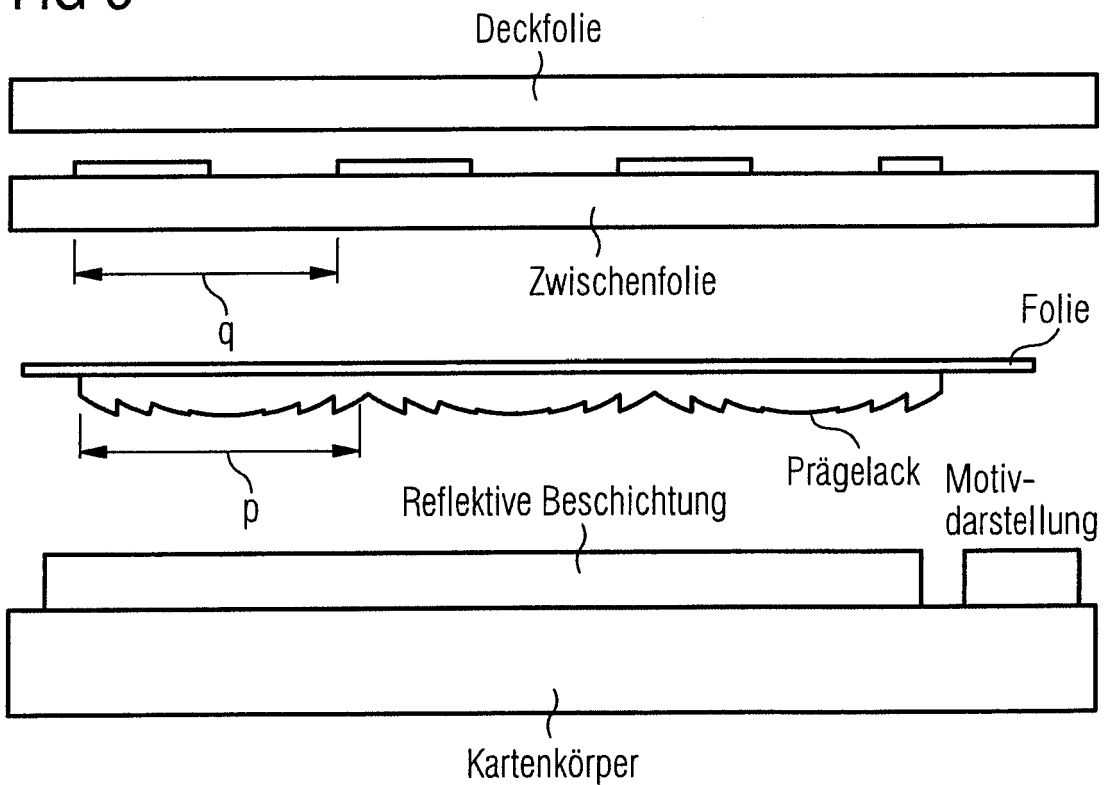 Deckfolie
Zwischenfolie
q
Folie
Prägelack
p
Reflektive Beschichtung
Motiv-
darstellung
Kartenkörper